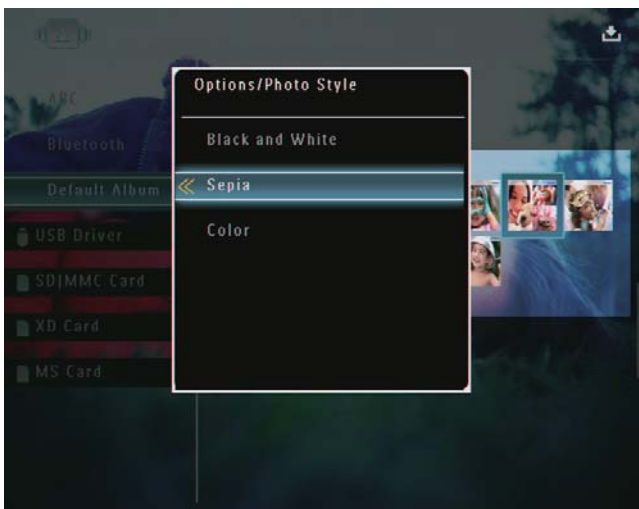 Options/Photo Style
Black and White
Sepia
Color
ABC
Bluetooth
Default Album
USB Driver
SD|MMC Card
XD Card
MS Card